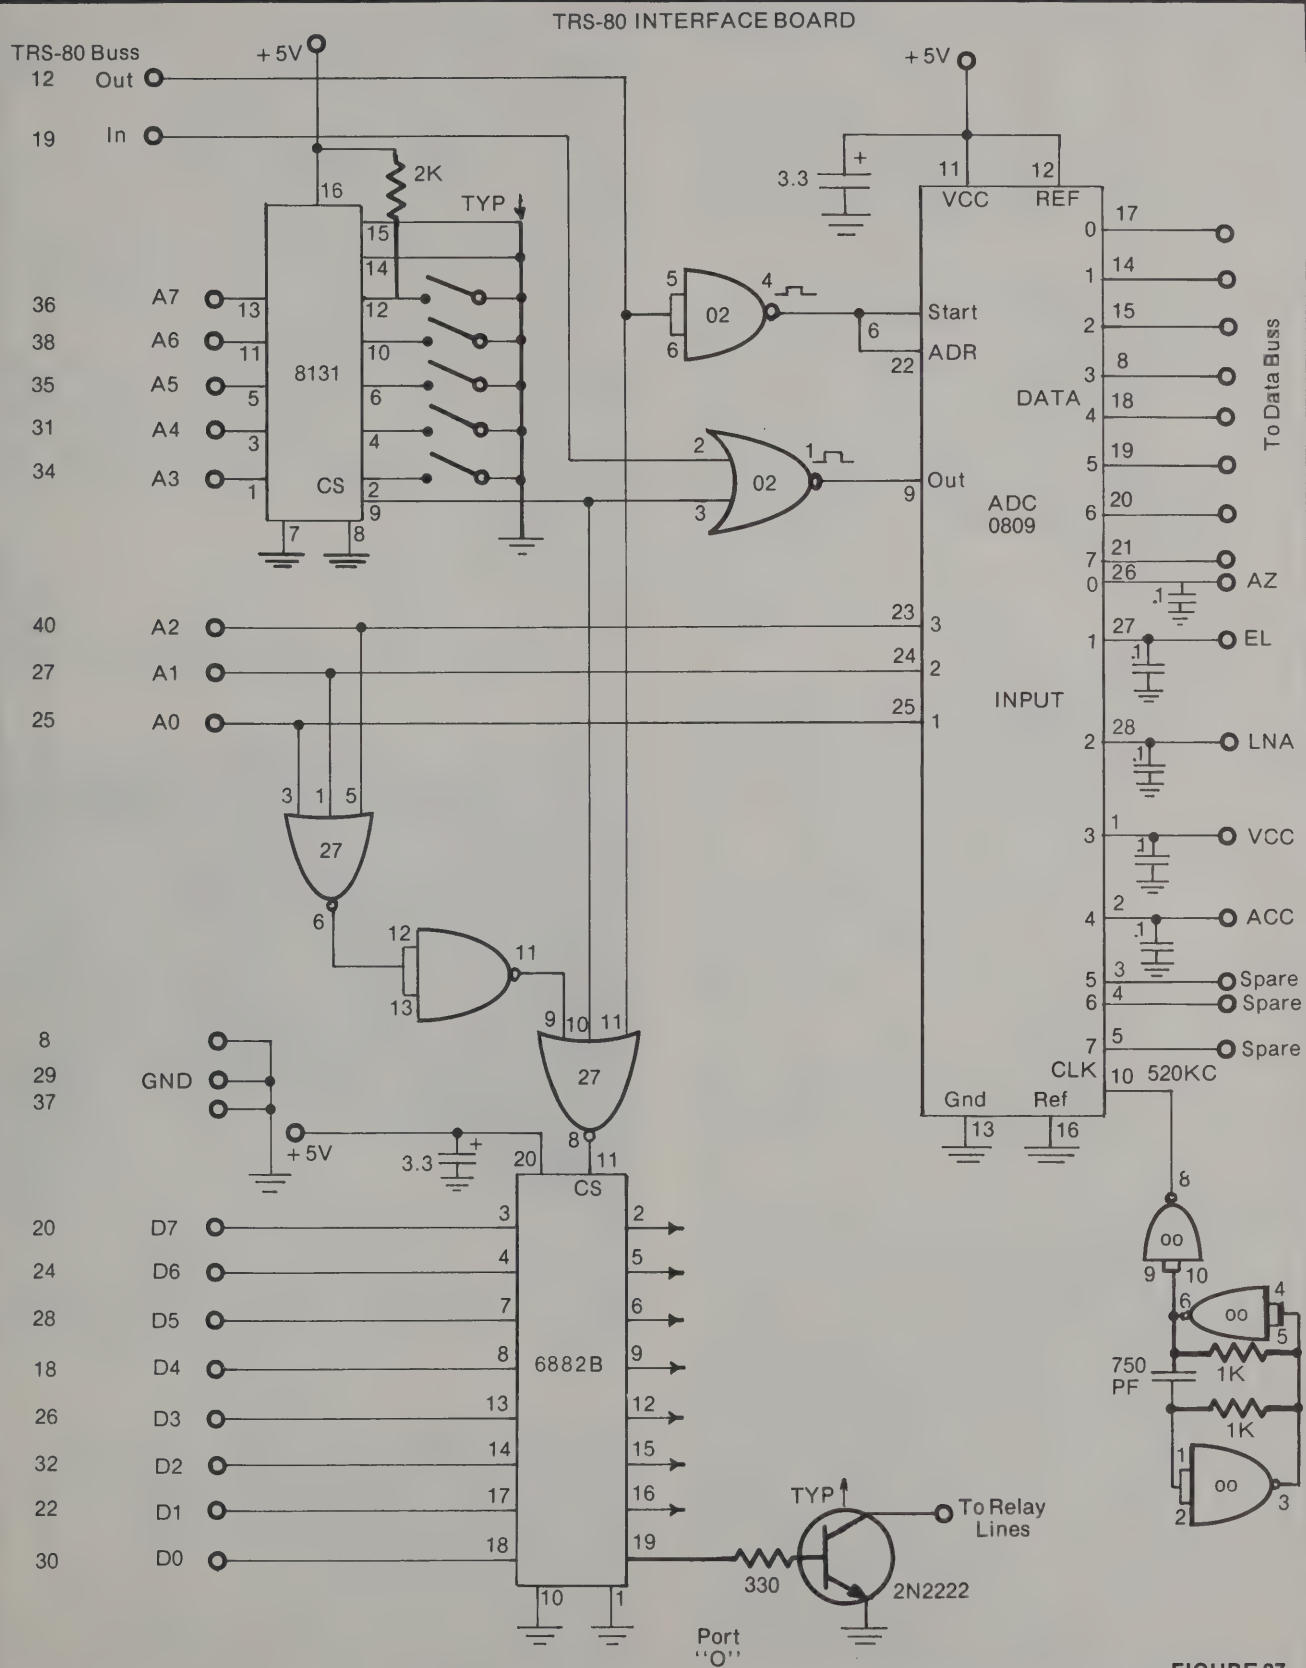 TRS-80 INTERFACE BOARD
TRS-80 Buss
12 Out
19 In
+5V
2K
TYP
16
15
14
12
10
6
4
2
9
13
11
5
3
1
8131
CS
7
8
36 A7
38 A6
35 A5
31 A4
34 A3
40 A2
27 A1
25 A0
5
6
02
4
2
3
02
1
+5V
3.3
+
11
VCC
12
REF
Start
6
ADR
22
Out
9
23
3
24
2
25
1
DATA
ADC
0809
INPUT
0 17
1 14
2 15
3 8
4 18
5 19
6 20
7 21
To Data Buss
0 26 .1 AZ
1 27 .1 EL
2 28 .1 LNA
3 1 .1 VCC
4 2 .1 ACC
5 3 Spare
6 4 Spare
7 5 Spare
CLK 10 520KC
Gnd
13
Ref
16
3 1 5
27
6
12
13
11
9 10 11
27
8
8
29 GND
37
+5V
3.3
+
20
11
CS
6882B
20 D7 3 2
24 D6 4 5
28 D5 7 6
18 D4 8 9
26 D3 13 12
32 D2 14 15
22 D1 17 16
30 D0 18 19
10
1
330
TYP
2N2222
To Relay
Lines
Port
"O"
8
00
9 10
6
00
4
5
750
PF
1K
1K
1
2
00
3